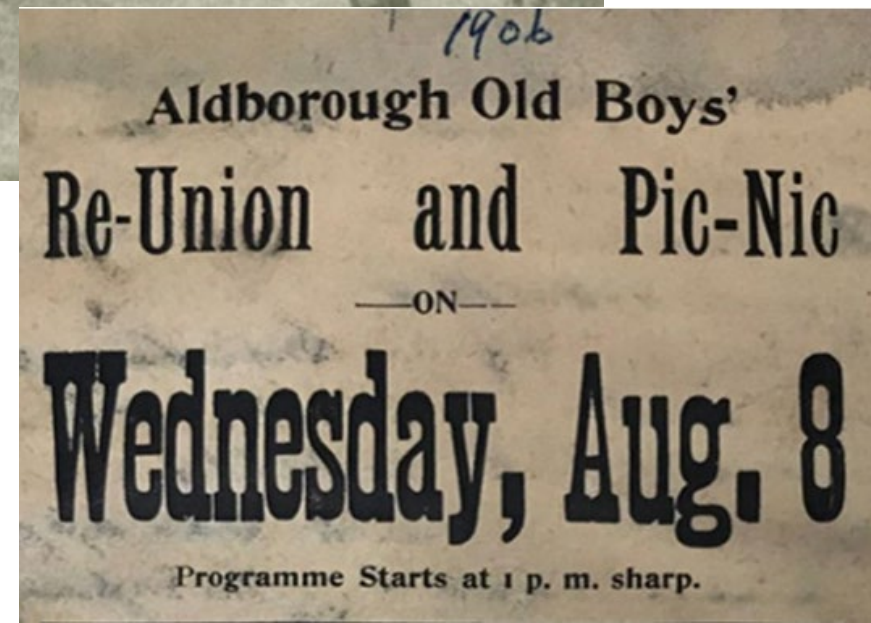 1906
Aldborough Old Boys'
Re-Union and Pic-Nic
—ON—
Wednesday, Aug. 8
Programme Starts at 1 p. m. sharp.